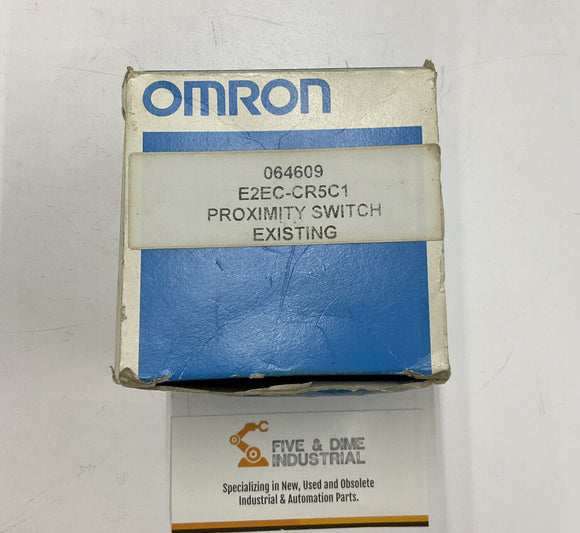 OMRON
064609
E2EC-CR5C1
PROXIMITY SWITCH
EXISTING
FIVE & DIME
INDUSTRIAL
Specializing in New, Used and Obsolete
Industrial & Automation Parts.